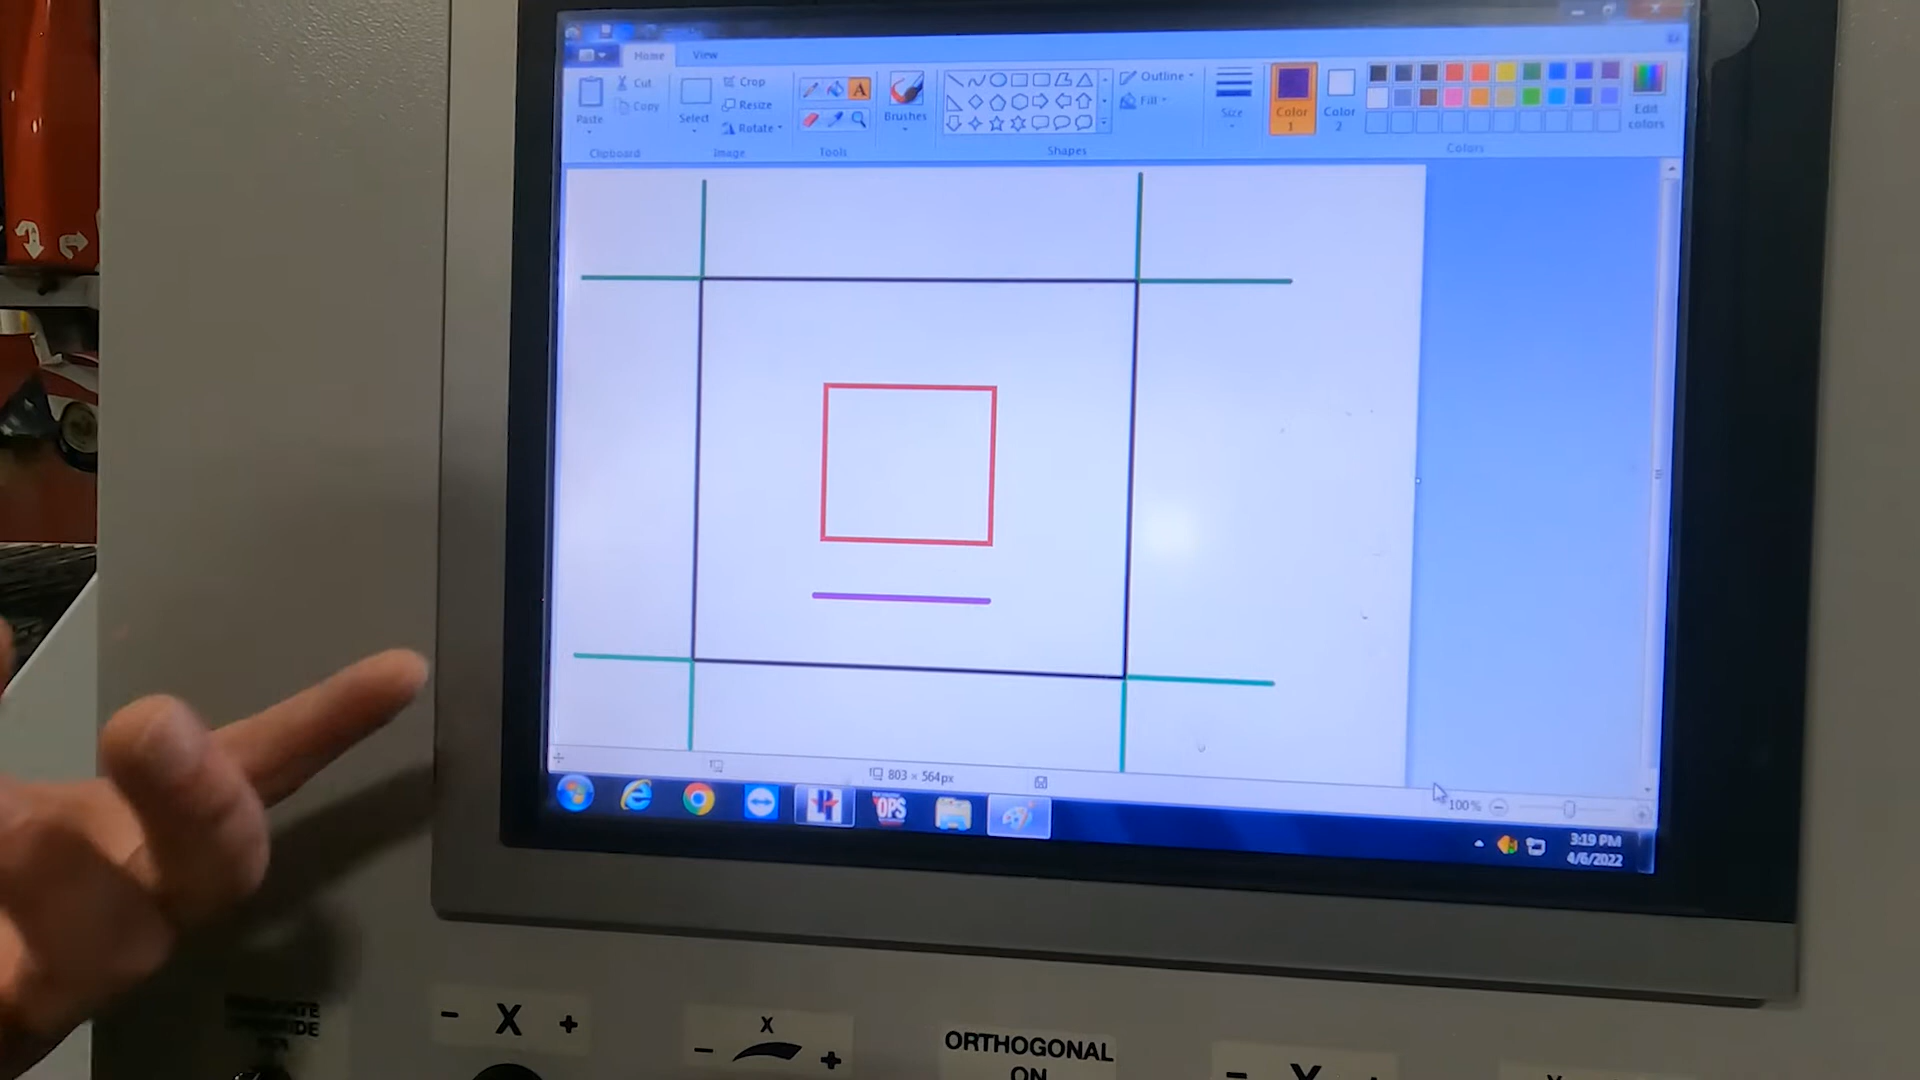 Home View
Cut
Copy
Paste
Clipboard
Crop
Resize
Rotate
Select
Image
A
Tools
Brushes
Outline
Fill
Shapes
Size
Color 1
Color 2
Edit colors
Colors
803 × 564px
100%
OPS
3:19 PM
4/6/2022
- X +
X
- +
ORTHOGONAL
ON
- X